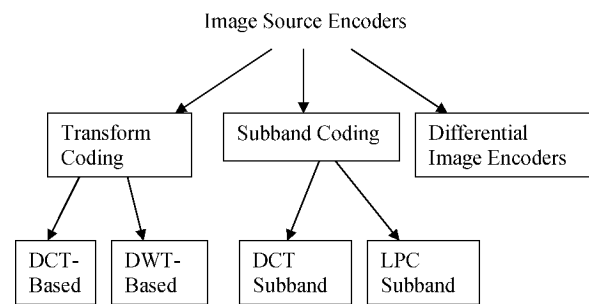 Image Source Encoders
Transform
Coding
Subband Coding
Differential
Image Encoders
DCT-
Based
DWT-
Based
DCT
Subband
LPC
Subband